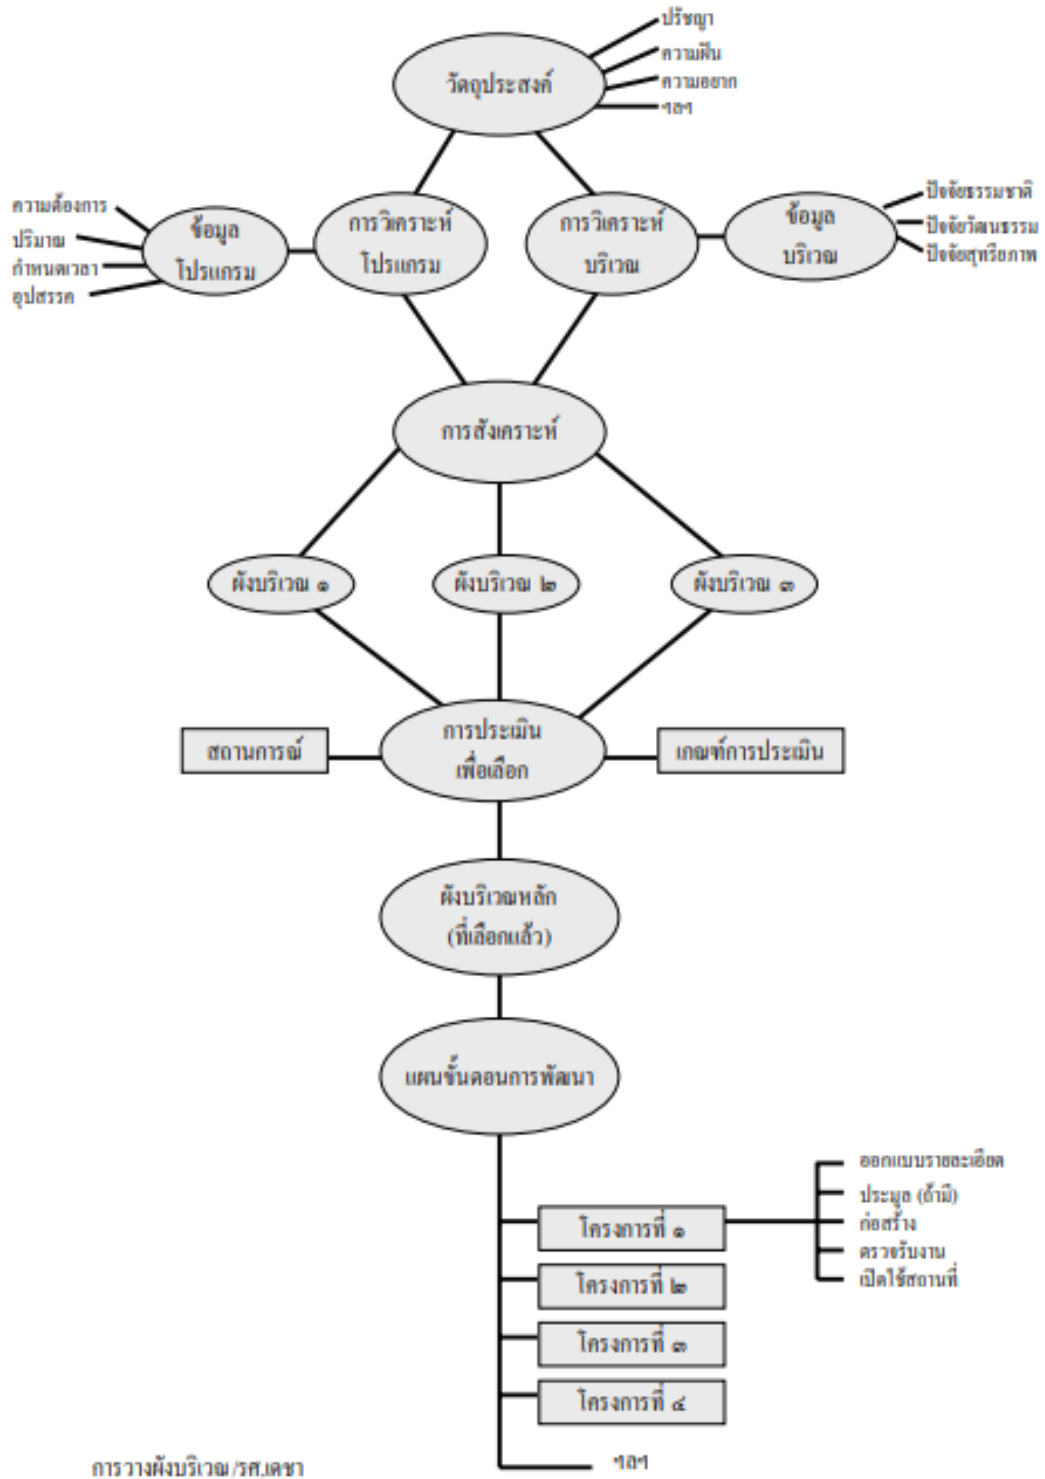 ปรัชญา
ความฝัน
วัตถุประสงค์
ความอยาก
ฯลฯ
ความต้องการ
ปริมาณ
กำหนดเวลา
อุปสรรค
ข้อมูล
โปรแกรม
การวิเคราะห์
โปรแกรม
การวิเคราะห์
บริเวณ
ข้อมูล
บริเวณ
ปัจจัยธรรมชาติ
ปัจจัยวัฒนธรรม
ปัจจัยสุทรียภาพ
การสังเคราะห์
ผังบริเวณ ๑
ผังบริเวณ ๒
ผังบริเวณ ๓
สถานการณ์
การประเมิน
เพื่อเลือก
เกณฑ์การประเมิน
ผังบริเวณหลัก
(ที่เลือกแล้ว)
แผนขั้นตอนการพัฒนา
โครงการที่ ๑
ออกแบบรายละเอียด
ประมูล (ถ้ามี)
ก่อสร้าง
ตรวจรับงาน
เปิดใช้สถานที่
โครงการที่ ๒
โครงการที่ ๓
โครงการที่ ๔
ฯลฯ
การวางผังบริเวณ/รศ.เดชา